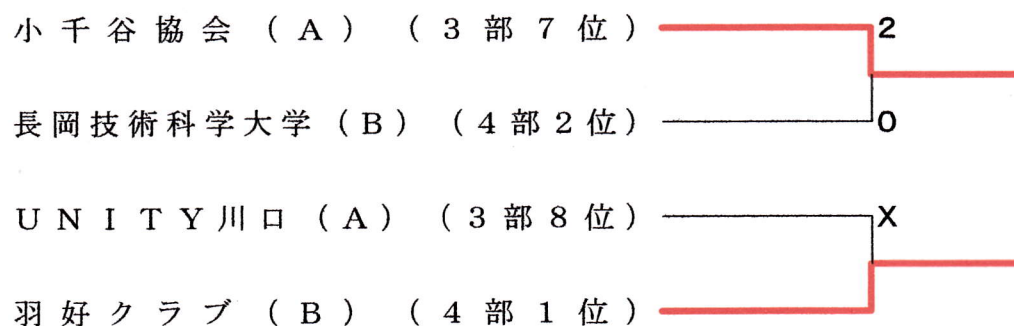 小千谷協会（A）（3部7位） 2
長岡技術科学大学（B）（4部2位） 0
UNITY川口（A）（3部8位） X
羽好クラブ（B）（4部1位）